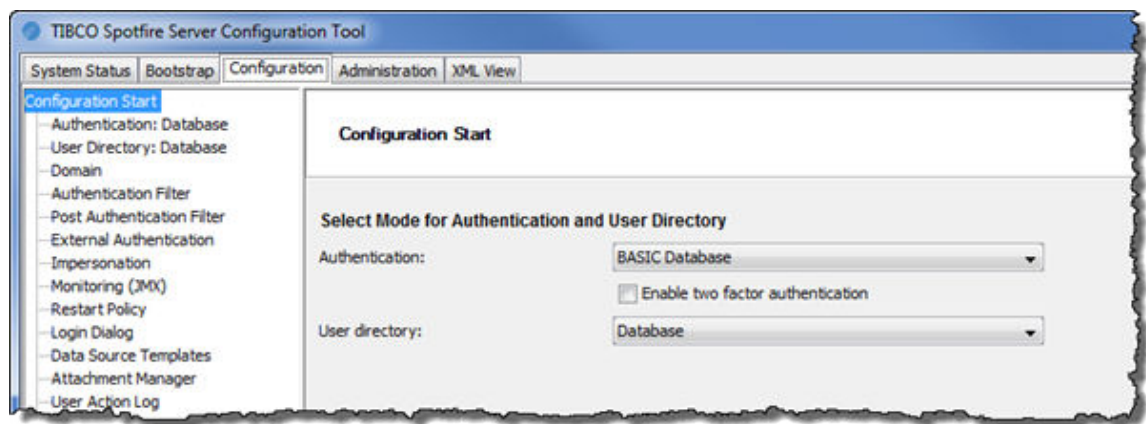 TIBCO Spotfire Server Configuration Tool
System Status Bootstrap Configuration Administration XML View
Configuration Start
Authentication: Database
User Directory: Database
Domain
Authentication Filter
Post Authentication Filter
External Authentication
Impersonation
Monitoring (JMX)
Restart Policy
Login Dialog
Data Source Templates
Attachment Manager
User Action Log
Configuration Start
Select Mode for Authentication and User Directory
Authentication: BASIC Database
Enable two factor authentication
User directory: Database